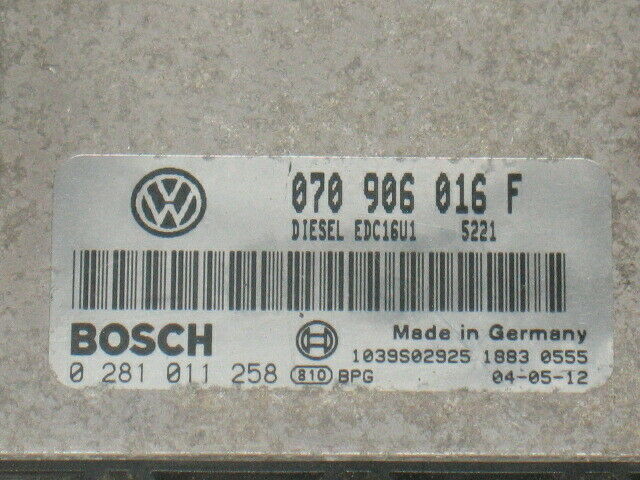 VW
070 906 016 F
DIESEL EDC16U1 5221
BOSCH
Made in Germany
1039S02925 1883 0555
0 281 011 258 810 BPG 04-05-12